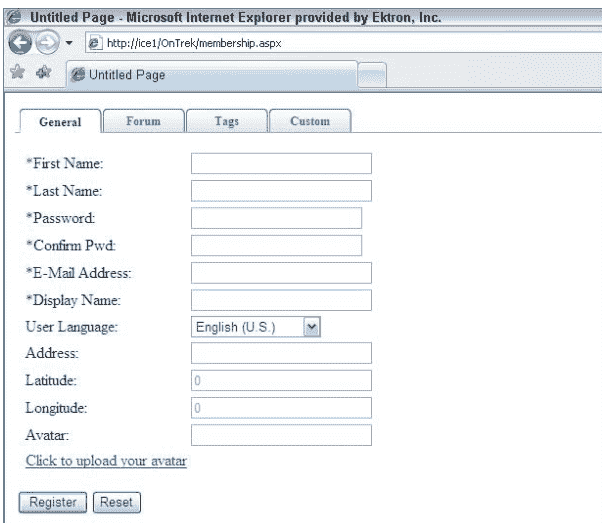 Untitled Page - Microsoft Internet Explorer provided by Ektron, Inc.
http://ice1/OnTrek/membership.aspx
Untitled Page
General Forum Tags Custom
*First Name:
*Last Name:
*Password:
*Confirm Pwd:
*E-Mail Address:
*Display Name:
User Language: English (U.S.)
Address:
Latitude: 0
Longitude: 0
Avatar:
Click to upload your avatar
Register Reset